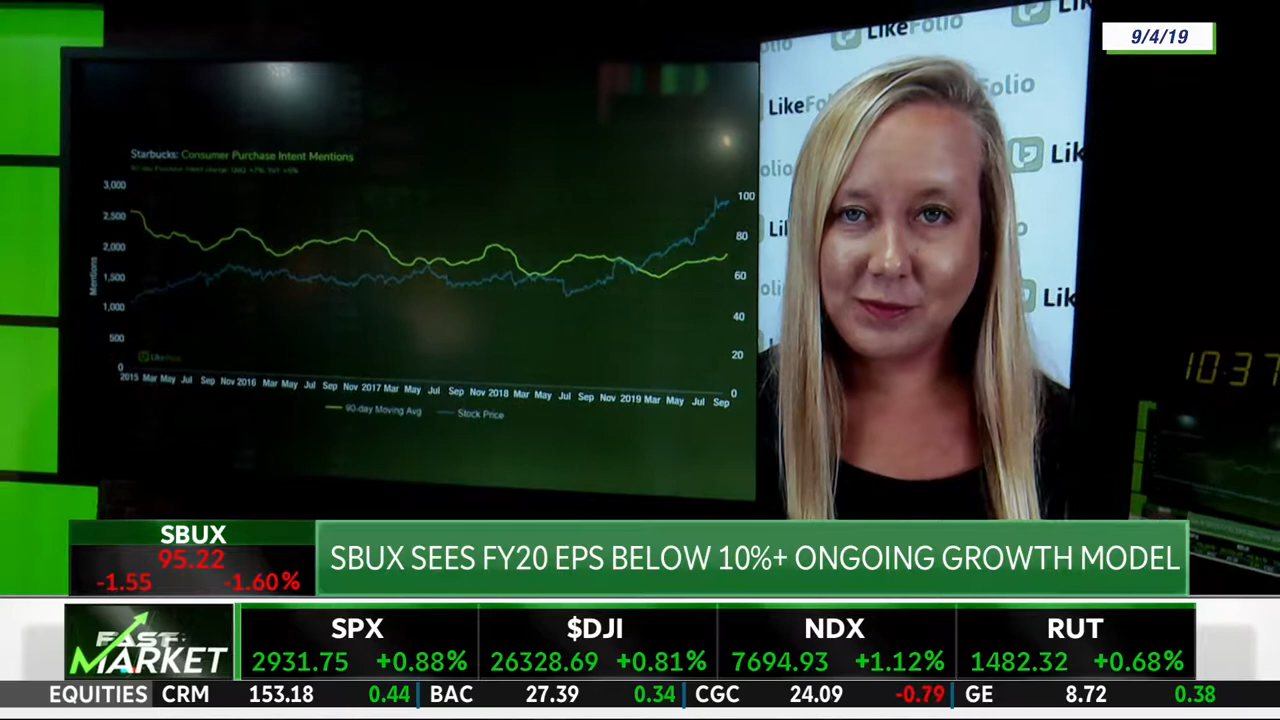 LikeFolio
Lik
9/4/19
Folio
LikeFo
Lik
olio
Lik
Starbucks: Consumer Purchase Intent Mentions
3,000
2,500
2,000
1,500
1,000
500
0
Mentions
100
80
60
40
20
0
2015 Mar May Jul Sep Nov 2016 Mar May Jul Sep Nov 2017 Mar May Jul Sep Nov 2018 Mar May Jul Sep Nov 2019 Mar May Jul Sep
90-day Moving Avg Stock Price
10:37
SBUX
95.22
-1.55 -1.60%
SBUX SEES FY20 EPS BELOW 10%+ ONGOING GROWTH MODEL
FAST MARKET
SPX $DJI NDX RUT
2931.75 +0.88% 26328.69 +0.81% 7694.93 +1.12% 1482.32 +0.68%
EQUITIES CRM 153.18 0.44 BAC 27.39 0.34 CGC 24.09 -0.79 GE 8.72 0.38